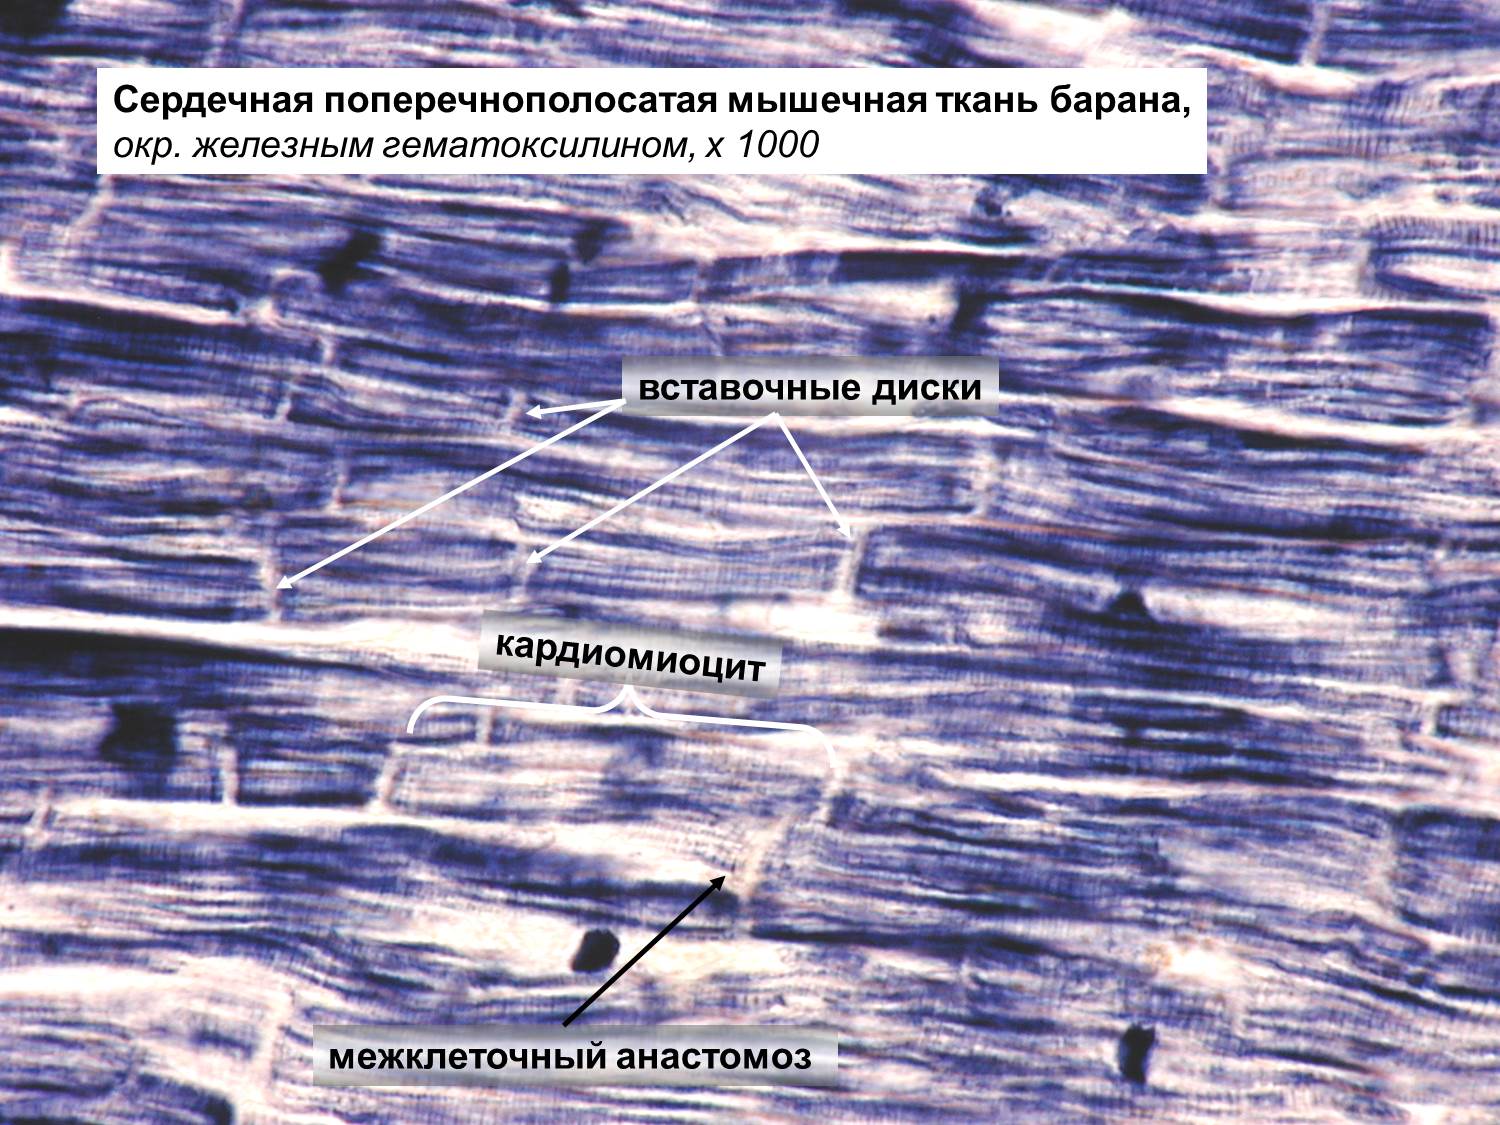 Сердечная поперечнополосатая мышечная ткань барана,
окр. железным гематоксилином, х 1000
вставочные диски
кардиомиоцит
межклеточный анастомоз